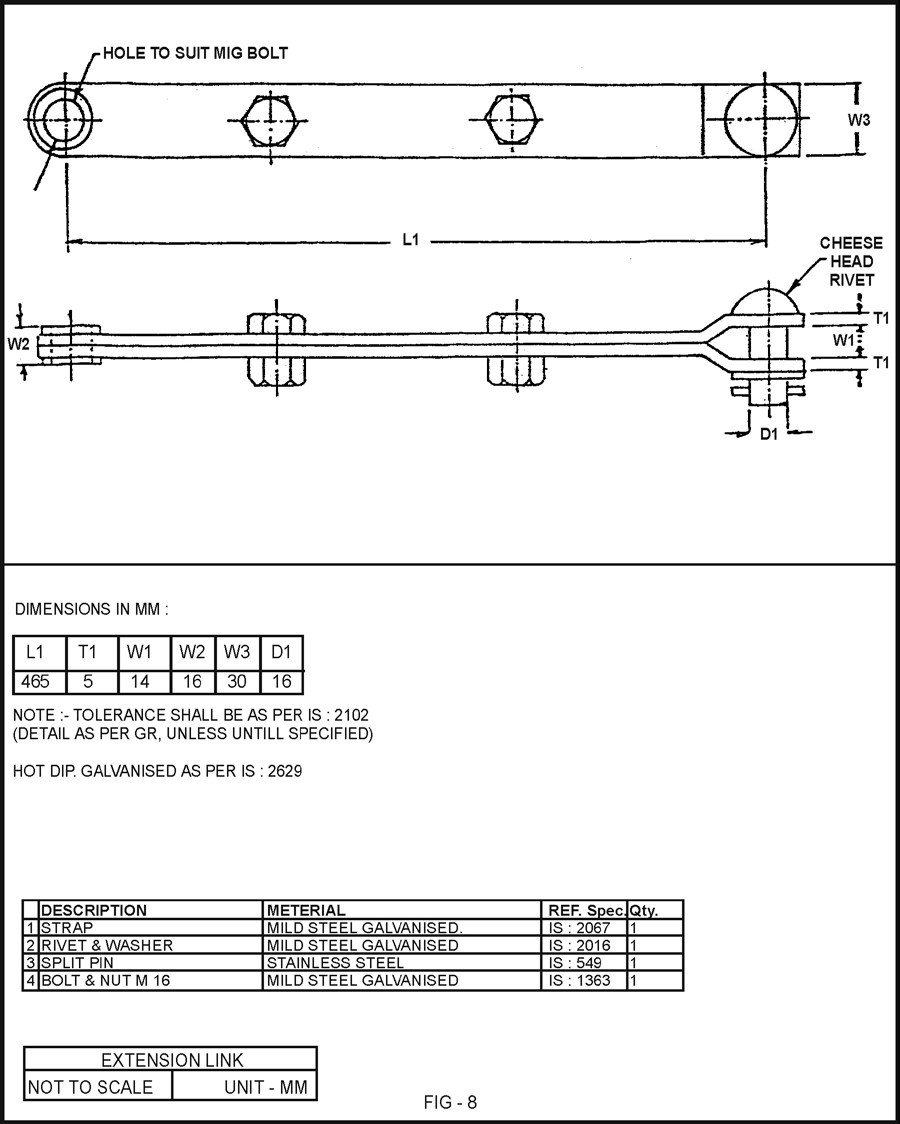 HOLE TO SUIT MIG BOLT
W3
L1
CHEESE
HEAD
RIVET
W2
T1
W1
T1
D1
DIMENSIONS IN MM :
L1 T1 W1 W2 W3 D1
465 5 14 16 30 16
NOTE :- TOLERANCE SHALL BE AS PER IS : 2102
(DETAIL AS PER GR, UNLESS UNTILL SPECIFIED)
HOT DIP. GALVANISED AS PER IS : 2629
DESCRIPTION METERIAL REF. Spec. Qty.
1 STRAP MILD STEEL GALVANISED. IS : 2067 1
2 RIVET & WASHER MILD STEEL GALVANISED IS : 2016 1
3 SPLIT PIN STAINLESS STEEL IS : 549 1
4 BOLT & NUT M 16 MILD STEEL GALVANISED IS : 1363 1
EXTENSION LINK
NOT TO SCALE UNIT - MM
FIG - 8